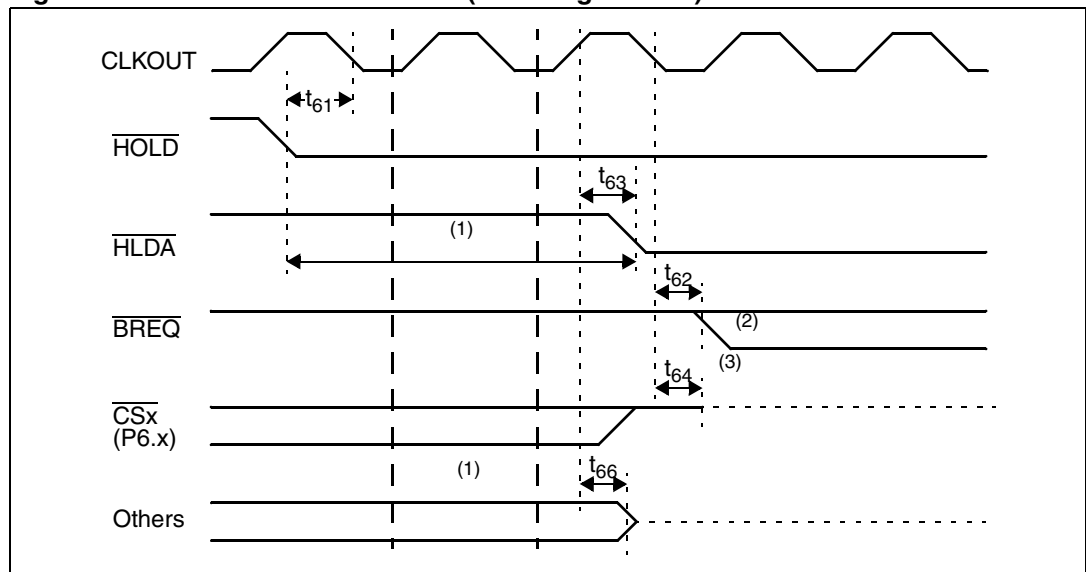 CLKOUT
t61
HOLD
t63
(1)
HLDA
t62
BREQ
(2)
(3)
t64
CSx
(P6.x)
(1)
t66
Others